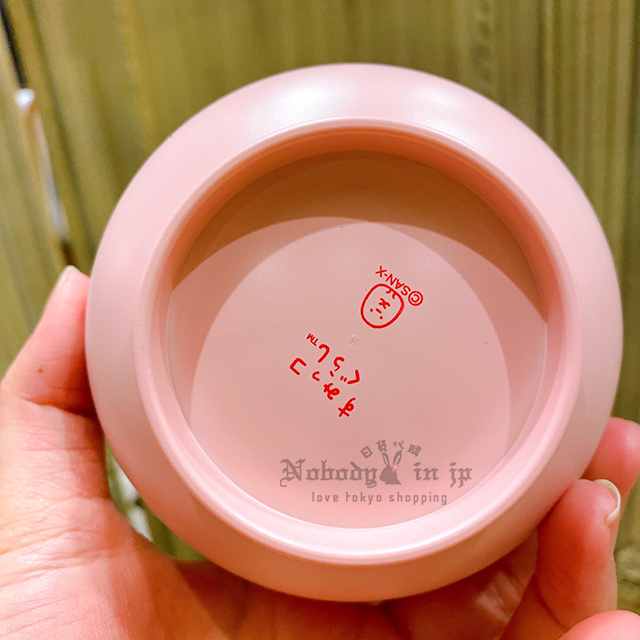 ©SAN-X
すみっコ
ぐらし™
日本代購
Nobody in jp
love tokyo shopping